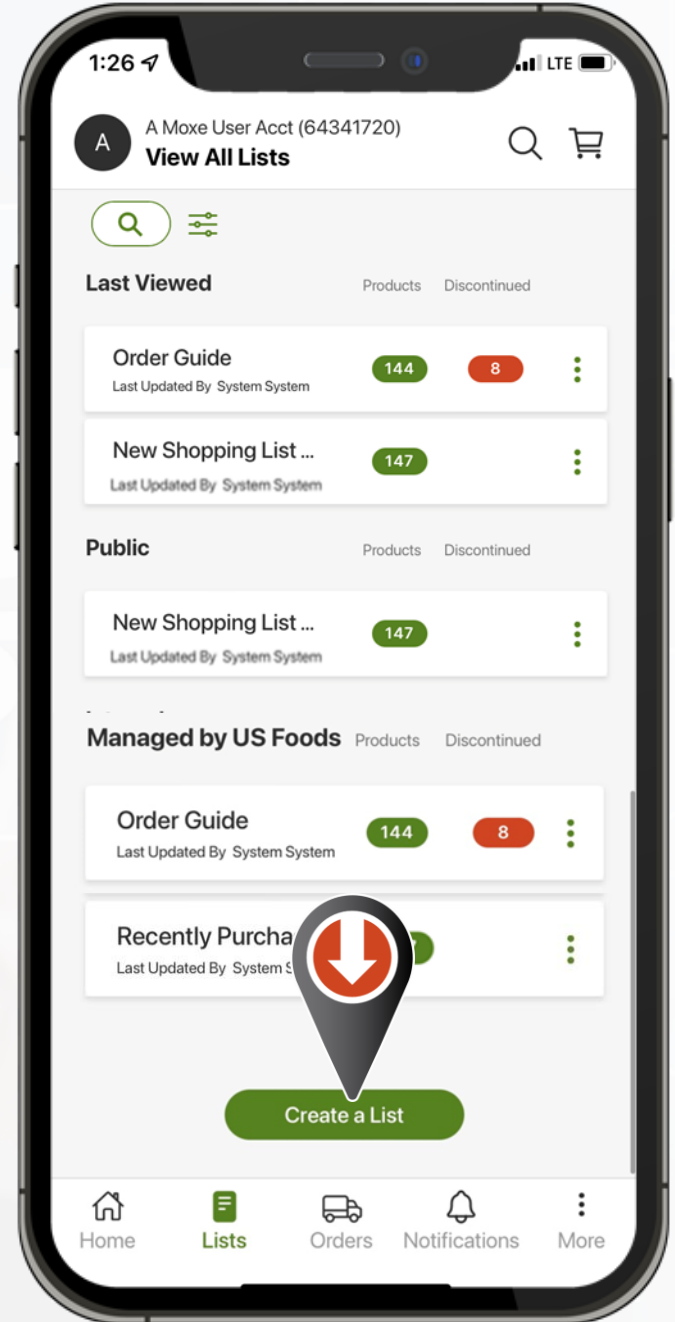 1:26 LTE
A
A Moxe User Acct (64341720)
View All Lists
Last Viewed Products Discontinued
Order Guide 144 8
Last Updated By System System
New Shopping List ... 147
Last Updated By System System
Public Products Discontinued
New Shopping List ... 147
Last Updated By System System
Managed by US Foods Products Discontinued
Order Guide 144 8
Last Updated By System System
Recently
Last Updated By System
Create a List
Home Lists Orders Notifications More